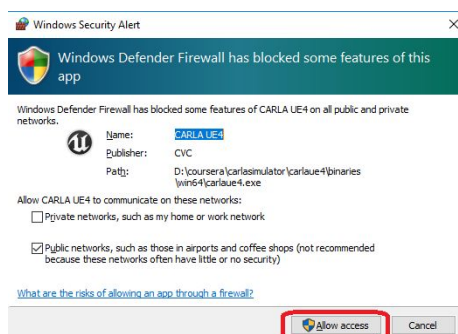 Windows Security Alert
Windows Defender Firewall has blocked some features of this
app
Windows Defender Firewall has blocked some features of CARLA UE4 on all public and private
networks.
Name: CARLA UE4
Publisher: CVC
Path: D:\coursera\carlasimulator\carlaue4\binaries
\win64\carlaue4.exe
Allow CARLA UE4 to communicate on these networks:
Private networks, such as my home or work network
Public networks, such as those in airports and coffee shops (not recommended
because these networks often have little or no security)
What are the risks of allowing an app through a firewall?
Allow access Cancel